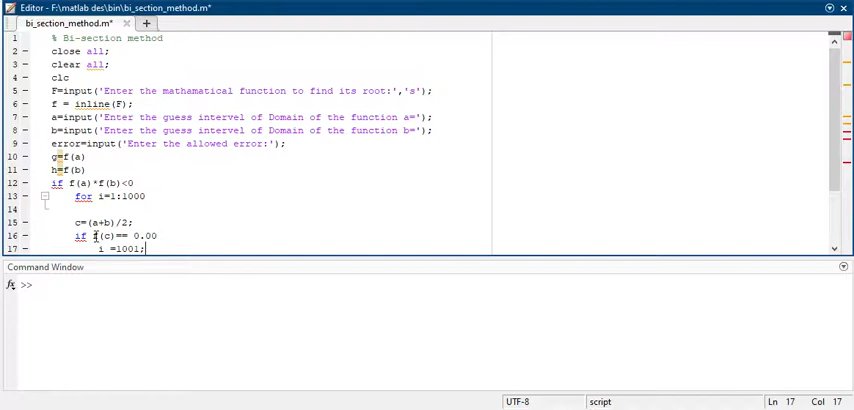 Editor - F:\matlab des\bin\bi_section_method.m*
bi_section_method.m*
1 % Bi-section method
2 close all;
3 clear all;
4 clc
5 F=input('Enter the mathamatical function to find its root:','s');
6 f = inline(F);
7 a=input('Enter the guess intervel of Domain of the function a=');
8 b=input('Enter the guess intervel of Domain of the function b=');
9 error=input('Enter the allowed error:');
10 g=f(a)
11 h=f(b)
12 if f(a)*f(b)<0
13 for i=1:1000
14
15 c=(a+b)/2;
16 if f(c)== 0.00
17 i =1001;
Command Window
fx >>
UTF-8 script Ln 17 Col 17